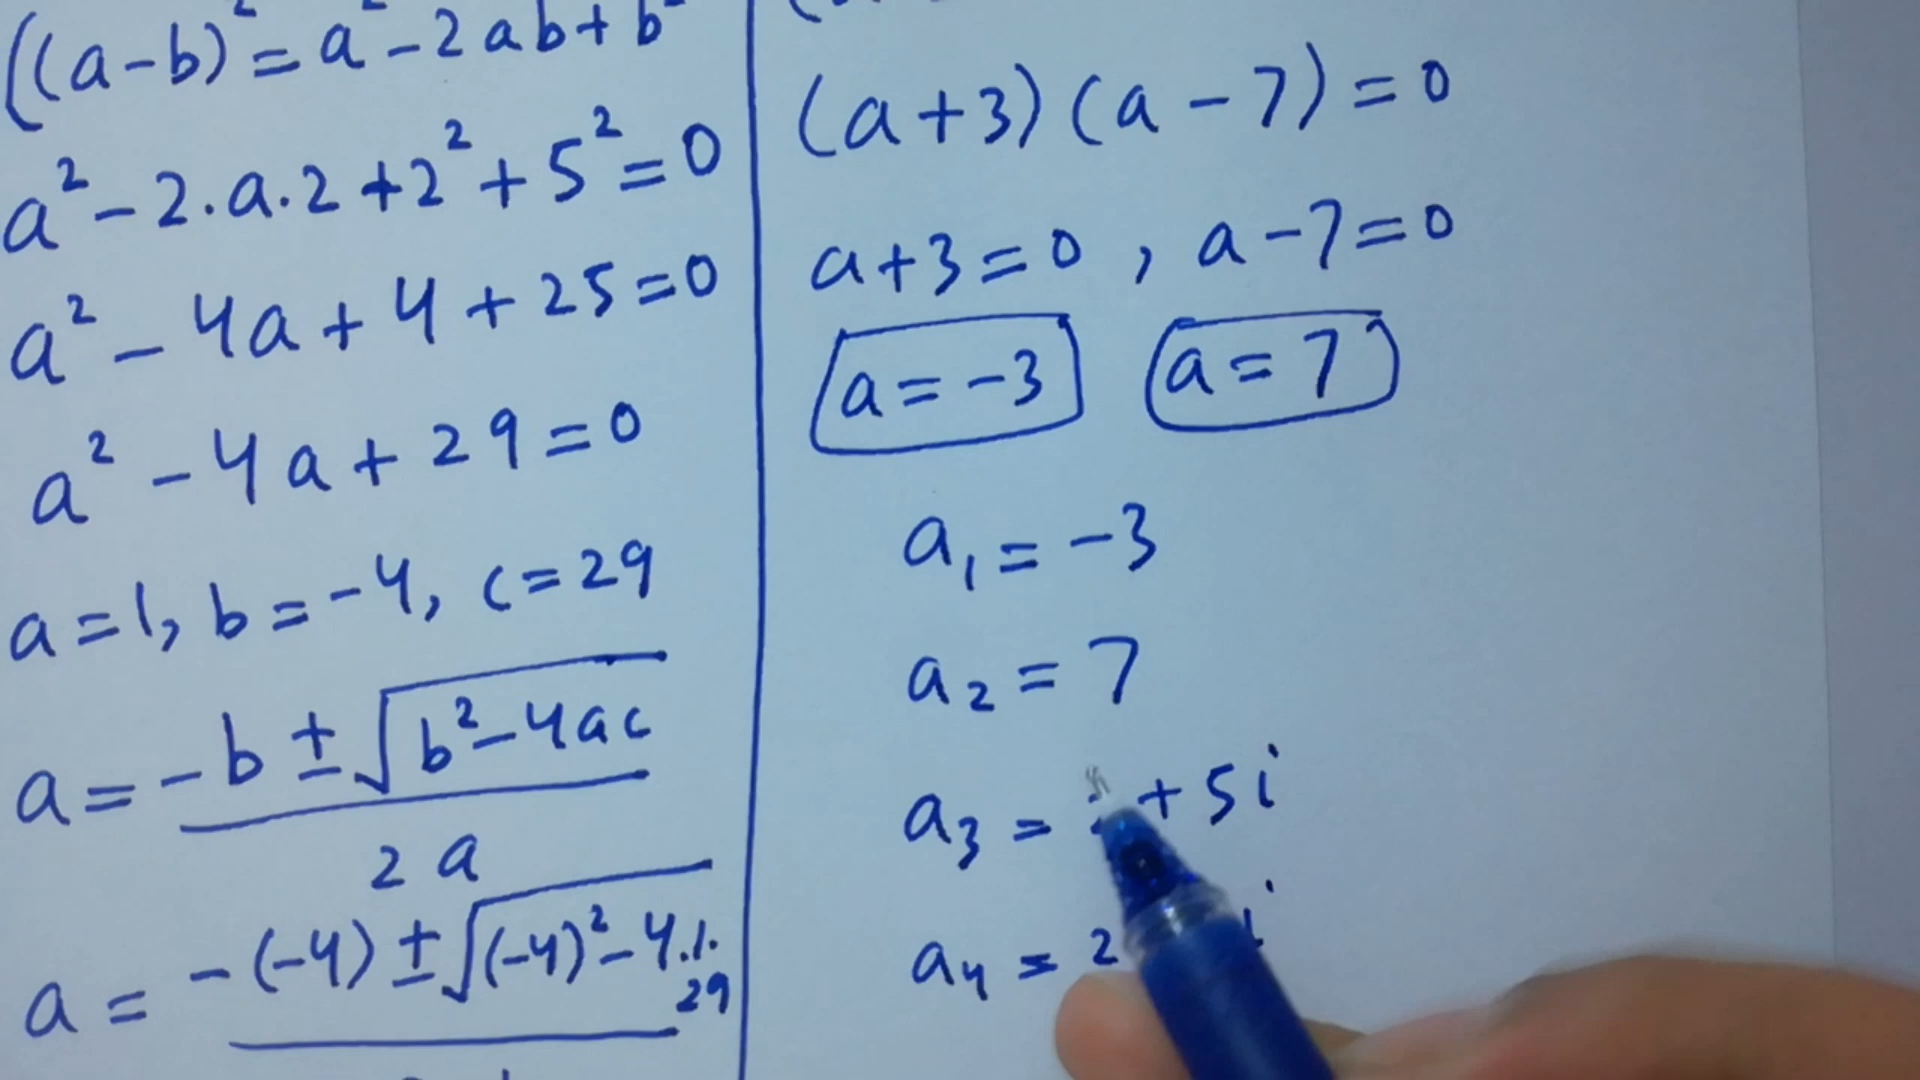 ((a-b)² = a² - 2ab + b²
a² - 2.a.2 + 2² + 5² = 0
a² - 4a + 4 + 25 = 0
a² - 4a + 29 = 0
a = 1, b = -4, c = 29
a = -b ± √b² - 4ac
2a
a = -(-4) ± √(-4)² - 4.1.
29
(a+3)(a-7) = 0
a+3 = 0, a-7 = 0
a = -3 a = 7
a₁ = -3
a₂ = 7
a₃ = + 5i
a₄ = 2 i